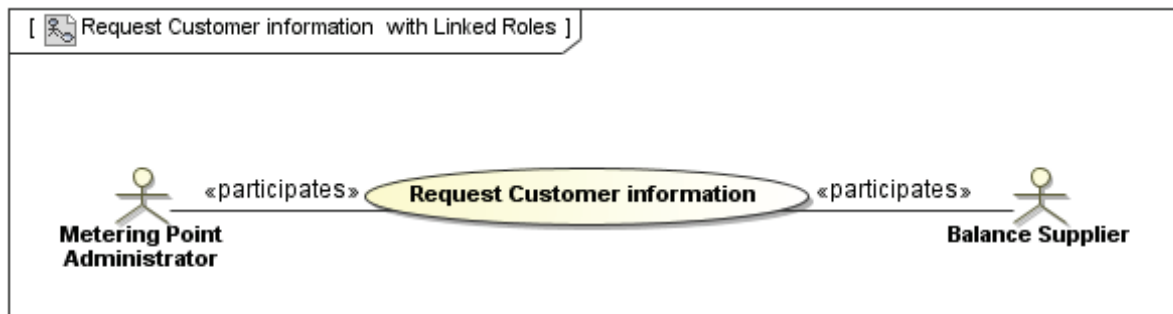 [ Request Customer information with Linked Roles ]
«participates» Request Customer information «participates»
Metering Point
Administrator
Balance Supplier